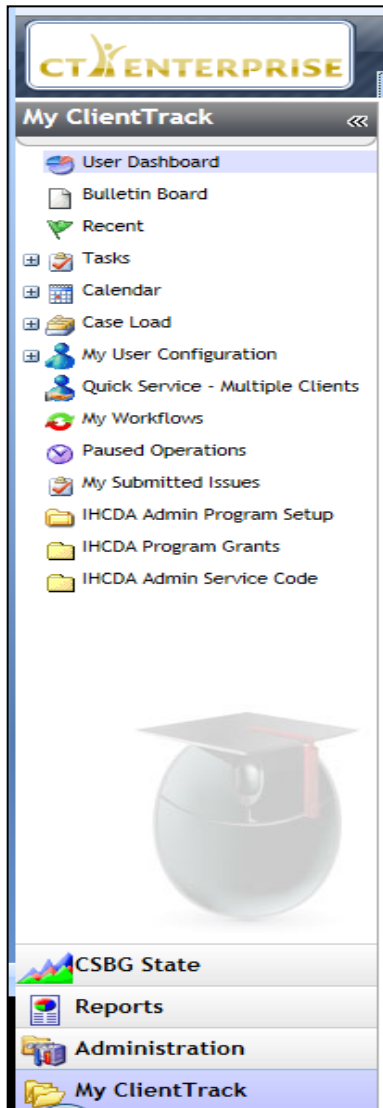 CT ENTERPRISE
My ClientTrack
User Dashboard
Bulletin Board
Recent
Tasks
Calendar
Case Load
My User Configuration
Quick Service - Multiple Clients
My Workflows
Paused Operations
My Submitted Issues
IHCDA Admin Program Setup
IHCDA Program Grants
IHCDA Admin Service Code
CSBG State
Reports
Administration
My ClientTrack